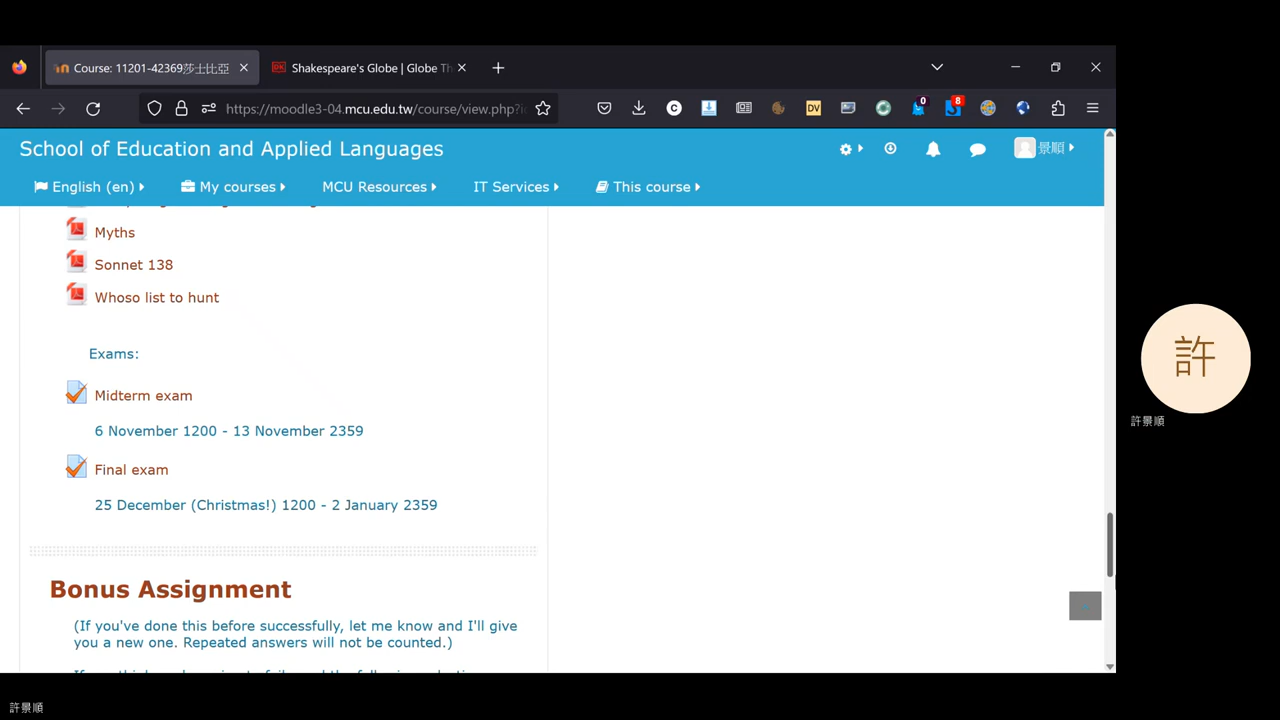 Course: 11201-42369莎士比亞
Shakespeare's Globe | Globe Th
https://moodle3-04.mcu.edu.tw/course/view.php?i
C
DV
0
8
School of Education and Applied Languages
景順
English (en)
My courses
MCU Resources
IT Services
This course
Myths
Sonnet 138
Whoso list to hunt
Exams:
Midterm exam
6 November 1200 - 13 November 2359
Final exam
25 December (Christmas!) 1200 - 2 January 2359
Bonus Assignment
(If you've done this before successfully, let me know and I'll give
you a new one. Repeated answers will not be counted.)
許
許景順
許景順